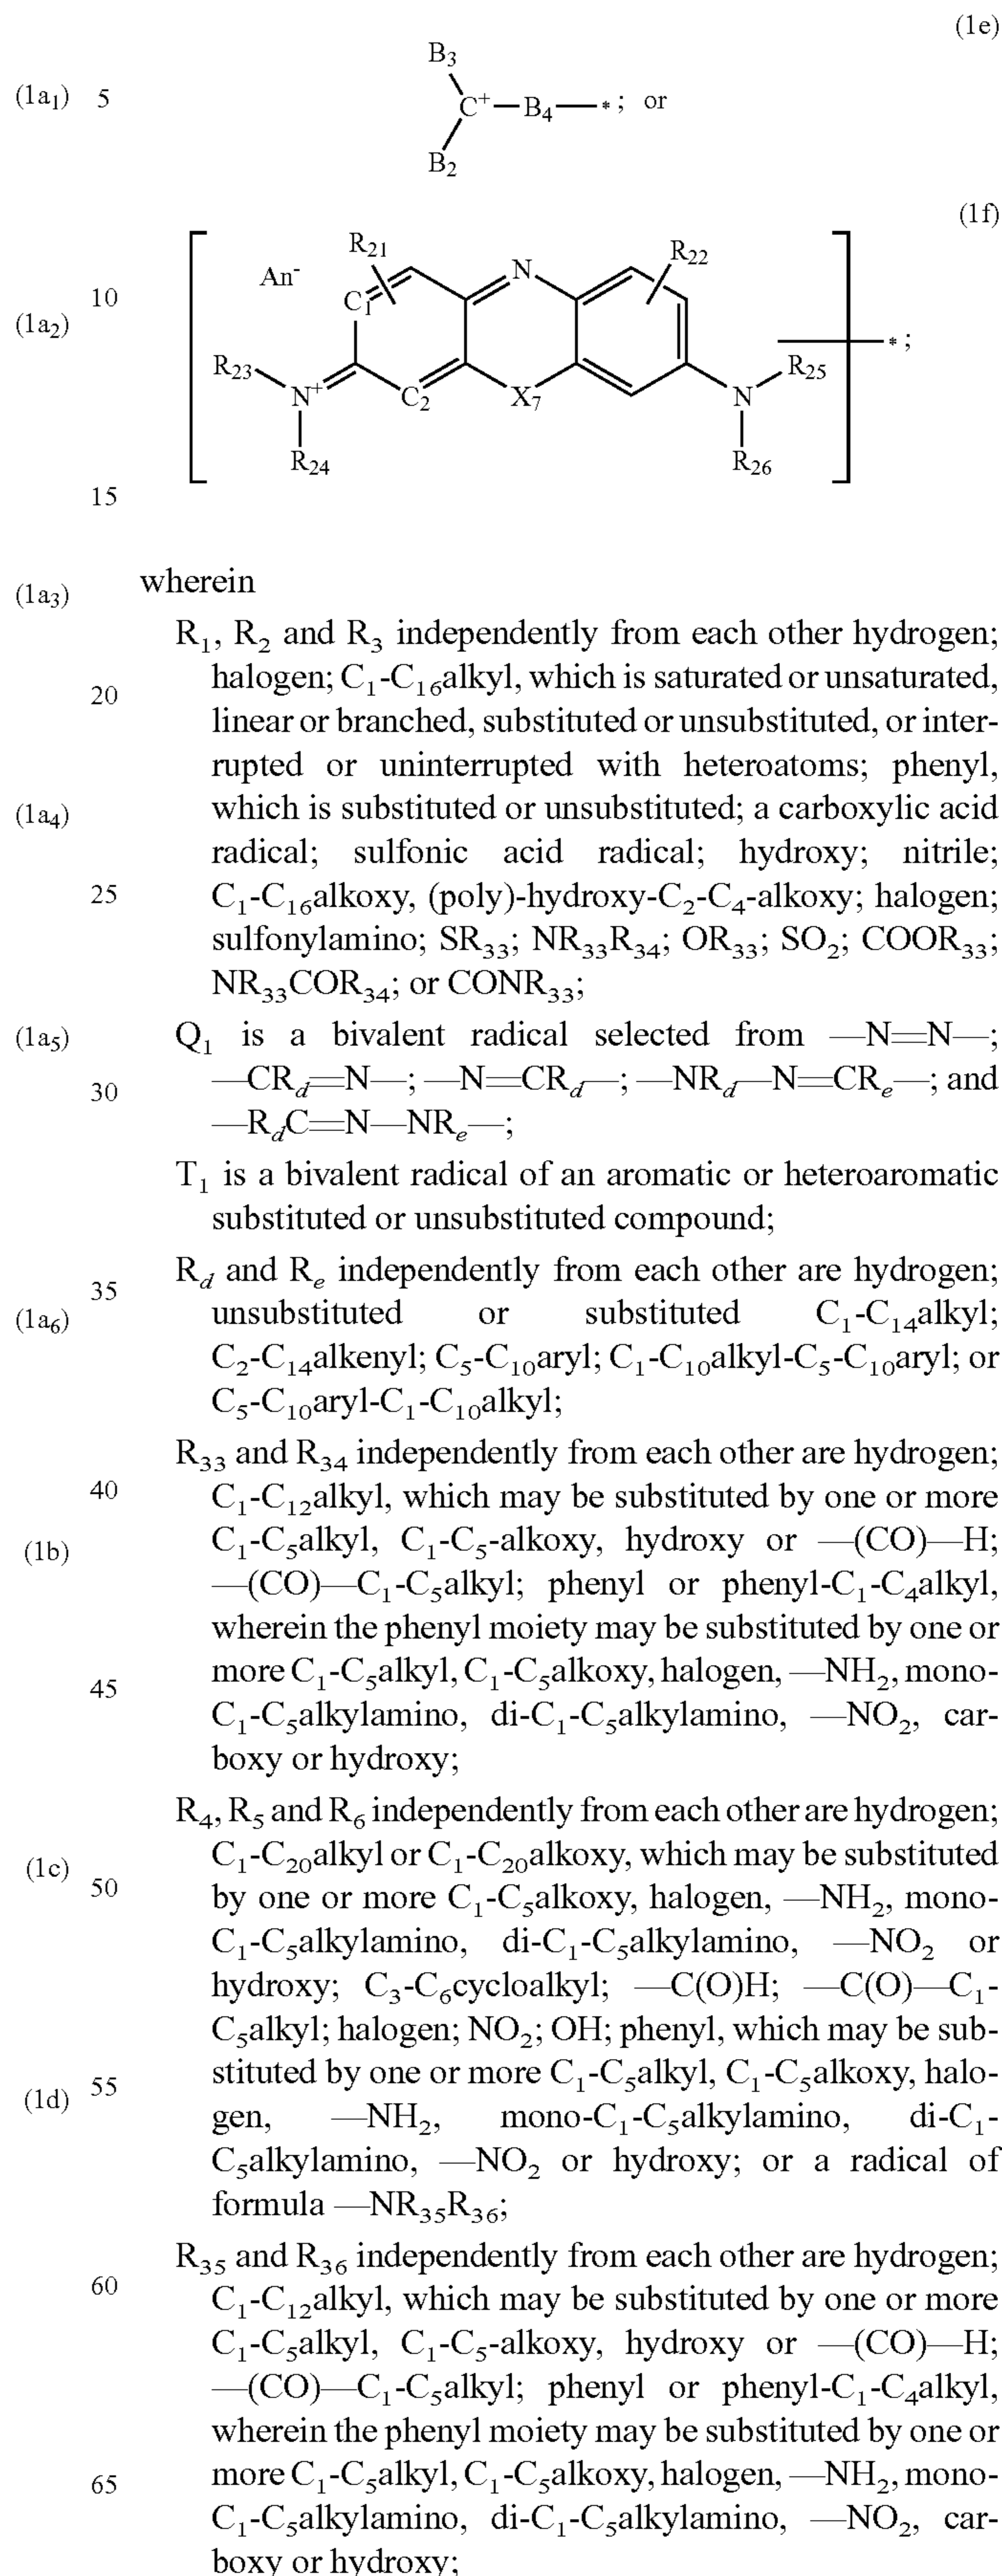 (1e)
B₃
(1a₁) 5 C⁺—B₄—*; or
B₂
(1f)
R₂₁ R₂₂
An⁻ N
10 C₁
(1a₂) *;
R₂₃ R₂₅
N⁺ C₂ X₇ N
R₂₄ R₂₆
15
(1a₃) wherein
R₁, R₂ and R₃ independently from each other hydrogen;
20 halogen; C₁-C₁₆alkyl, which is saturated or unsaturated,
linear or branched, substituted or unsubstituted, or inter-
rupted or uninterrupted with heteroatoms; phenyl,
(1a₄) which is substituted or unsubstituted; a carboxylic acid
radical; sulfonic acid radical; hydroxy; nitrile;
25 C₁-C₁₆alkoxy, (poly)-hydroxy-C₂-C₄-alkoxy; halogen;
sulfonylamino; SR₃₃; NR₃₃R₃₄; OR₃₃; SO₂; COOR₃₃;
NR₃₃COR₃₄; or CONR₃₃;
(1a₅) Q₁ is a bivalent radical selected from —N═N—;
30 —CR_d═N—; —N═CR_d—; —NR_d—N═CR_e—; and
—R_dC═N—NR_e—;
T₁ is a bivalent radical of an aromatic or heteroaromatic
substituted or unsubstituted compound;
35 R_d and R_e independently from each other are hydrogen;
(1a₆) unsubstituted or substituted C₁-C₁₄alkyl;
C₂-C₁₄alkenyl; C₅-C₁₀aryl; C₁-C₁₀alkyl-C₅-C₁₀aryl; or
C₅-C₁₀aryl-C₁-C₁₀alkyl;
R₃₃ and R₃₄ independently from each other are hydrogen;
40 C₁-C₁₂alkyl, which may be substituted by one or more
(1b) C₁-C₅alkyl, C₁-C₅-alkoxy, hydroxy or —(CO)—H;
—(CO)—C₁-C₅alkyl; phenyl or phenyl-C₁-C₄alkyl,
wherein the phenyl moiety may be substituted by one or
45 more C₁-C₅alkyl, C₁-C₅alkoxy, halogen, —NH₂, mono-
C₁-C₅alkylamino, di-C₁-C₅alkylamino, —NO₂, car-
boxy or hydroxy;
R₄, R₅ and R₆ independently from each other are hydrogen;
(1c) C₁-C₂₀alkyl or C₁-C₂₀alkoxy, which may be substituted
50 by one or more C₁-C₅alkoxy, halogen, —NH₂, mono-
C₁-C₅alkylamino, di-C₁-C₅alkylamino, —NO₂ or
hydroxy; C₃-C₆cycloalkyl; —C(O)H; —C(O)—C₁-
C₅alkyl; halogen; NO₂; OH; phenyl, which may be sub-
55 stituted by one or more C₁-C₅alkyl, C₁-C₅alkoxy, halo-
(1d) gen, —NH₂, mono-C₁-C₅alkylamino, di-C₁-
C₅alkylamino, —NO₂ or hydroxy; or a radical of
formula —NR₃₅R₃₆;
R₃₅ and R₃₆ independently from each other are hydrogen;
60 C₁-C₁₂alkyl, which may be substituted by one or more
C₁-C₅alkyl, C₁-C₅-alkoxy, hydroxy or —(CO)—H;
—(CO)—C₁-C₅alkyl; phenyl or phenyl-C₁-C₄alkyl,
wherein the phenyl moiety may be substituted by one or
65 more C₁-C₅alkyl, C₁-C₅alkoxy, halogen, —NH₂, mono-
C₁-C₅alkylamino, di-C₁-C₅alkylamino, —NO₂, car-
boxy or hydroxy;